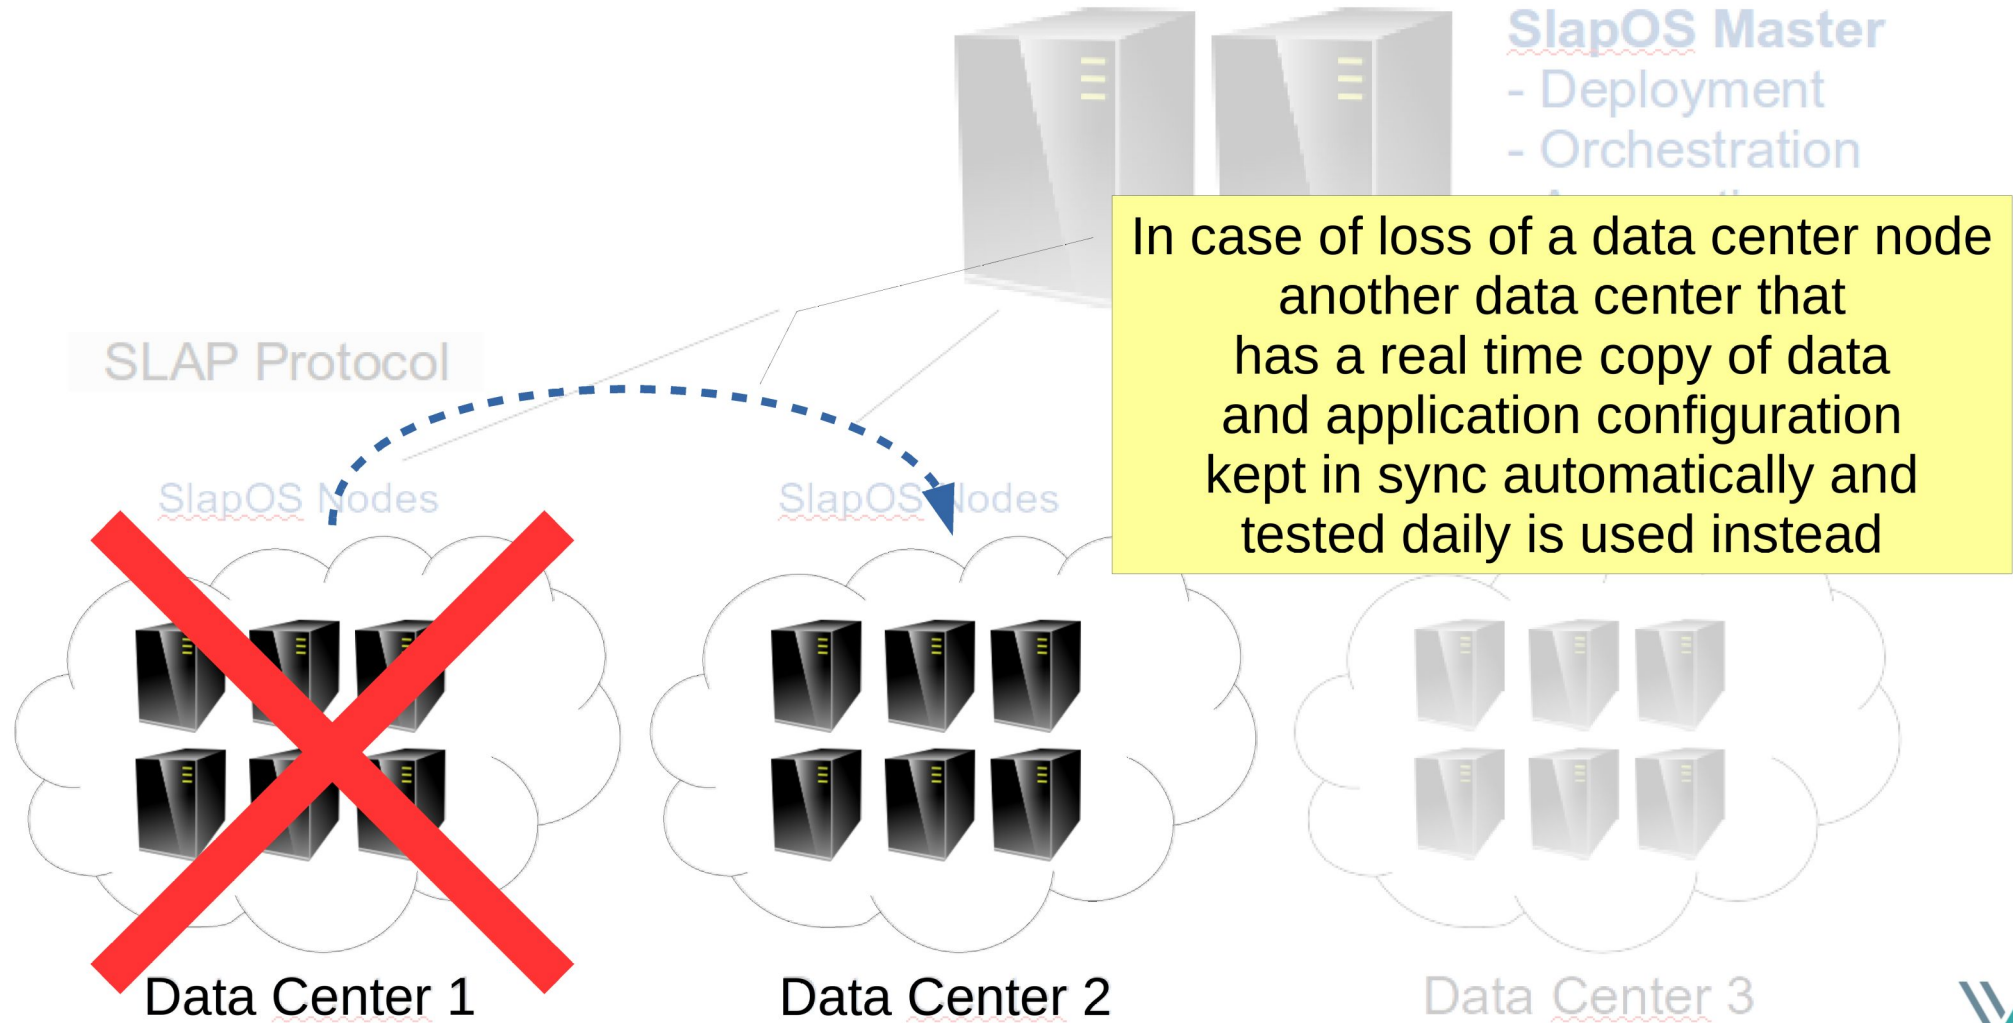 SlapOS Master
- Deployment
- Orchestration
In case of loss of a data center node
another data center that
has a real time copy of data
and application configuration
kept in sync automatically and
tested daily is used instead
SLAP Protocol
SlapOS Nodes
SlapOS Nodes
Data Center 1
Data Center 2
Data Center 3